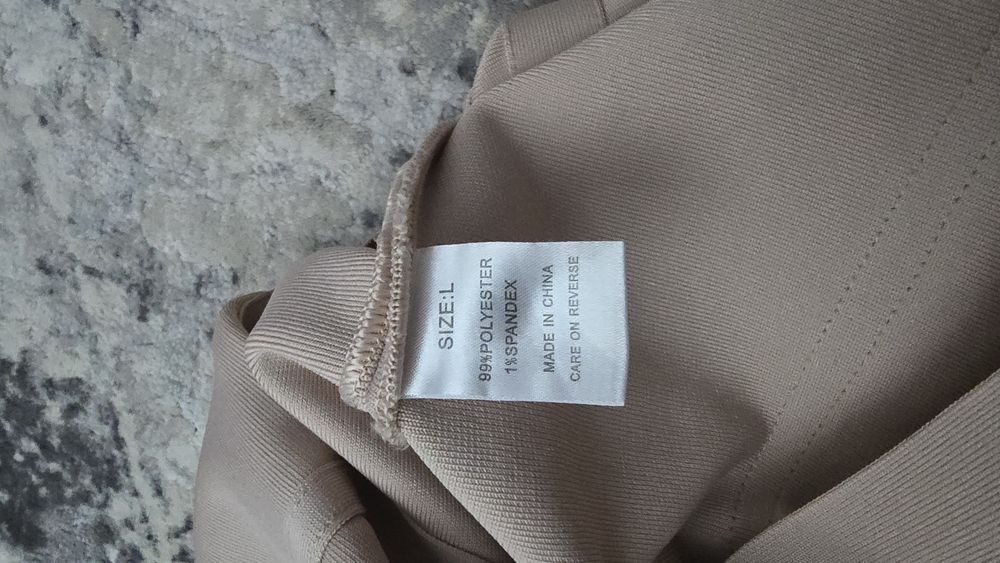 SIZE:L
99%POLYESTER
1%SPANDEX
MADE IN CHINA
CARE ON REVERSE